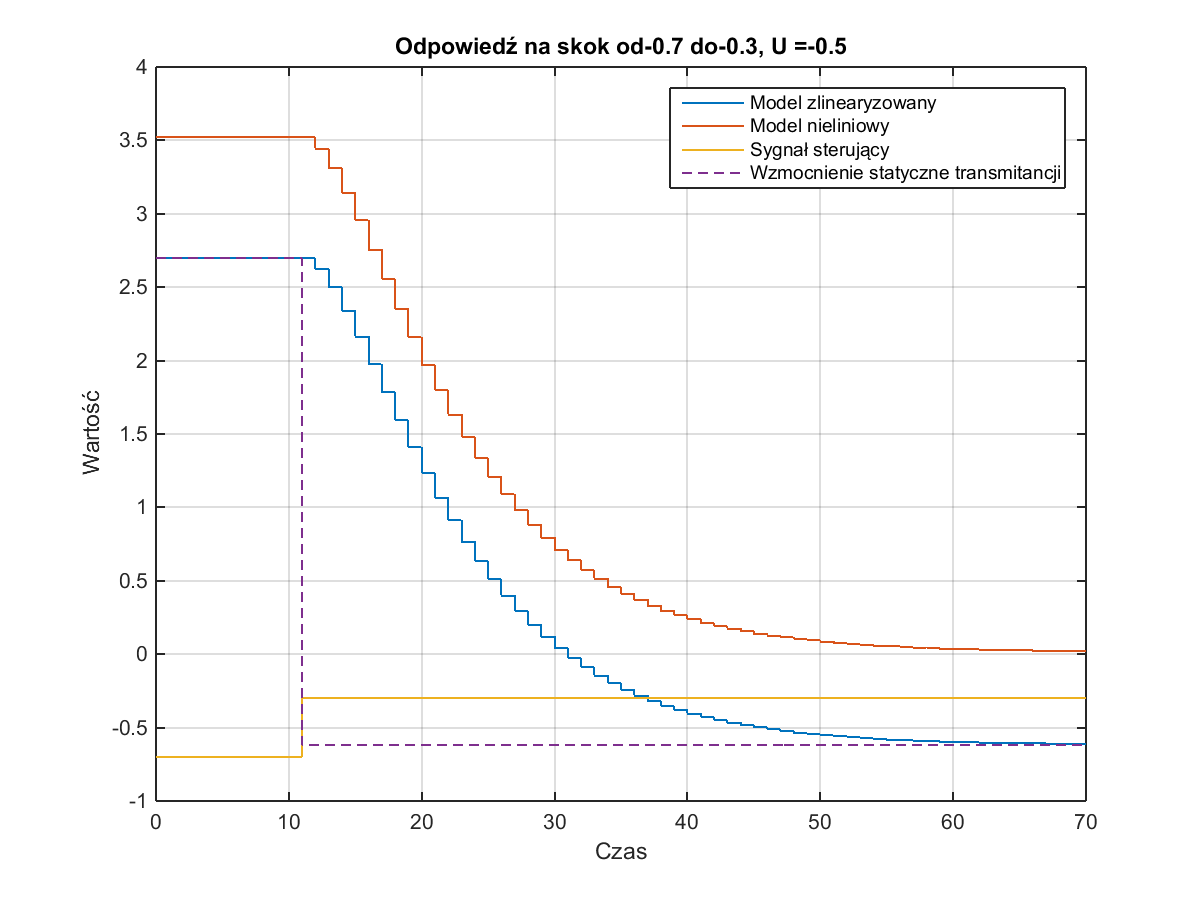 Odpowiedź na skok od-0.7 do-0.3, U =-0.5
4
3.5
3
2.5
2
1.5
1
0.5
0
-0.5
-1
Wartość
Model zlinearyzowany
Model nieliniowy
Sygnał sterujący
Wzmocnienie statyczne transmitancji
0 10 20 30 40 50 60 70
Czas